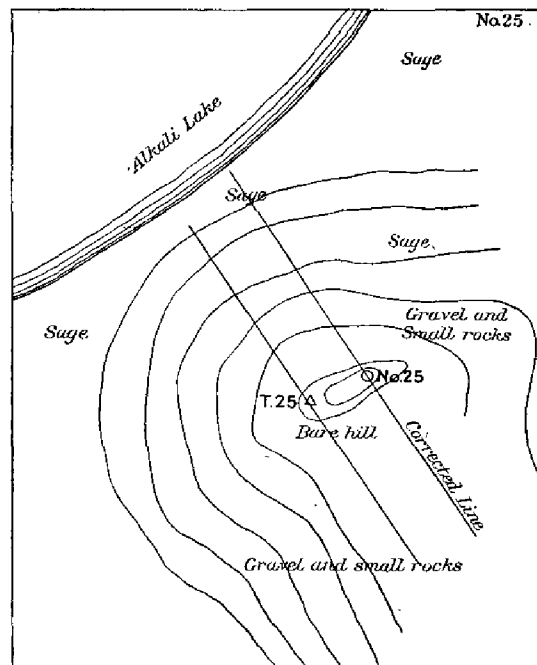 No. 25.
Sage
Alkali Lake
Sage
Sage
Sage
Gravel and
Small rocks
No.25
T.25
Bare hill
Corrected Line
Gravel and small rocks